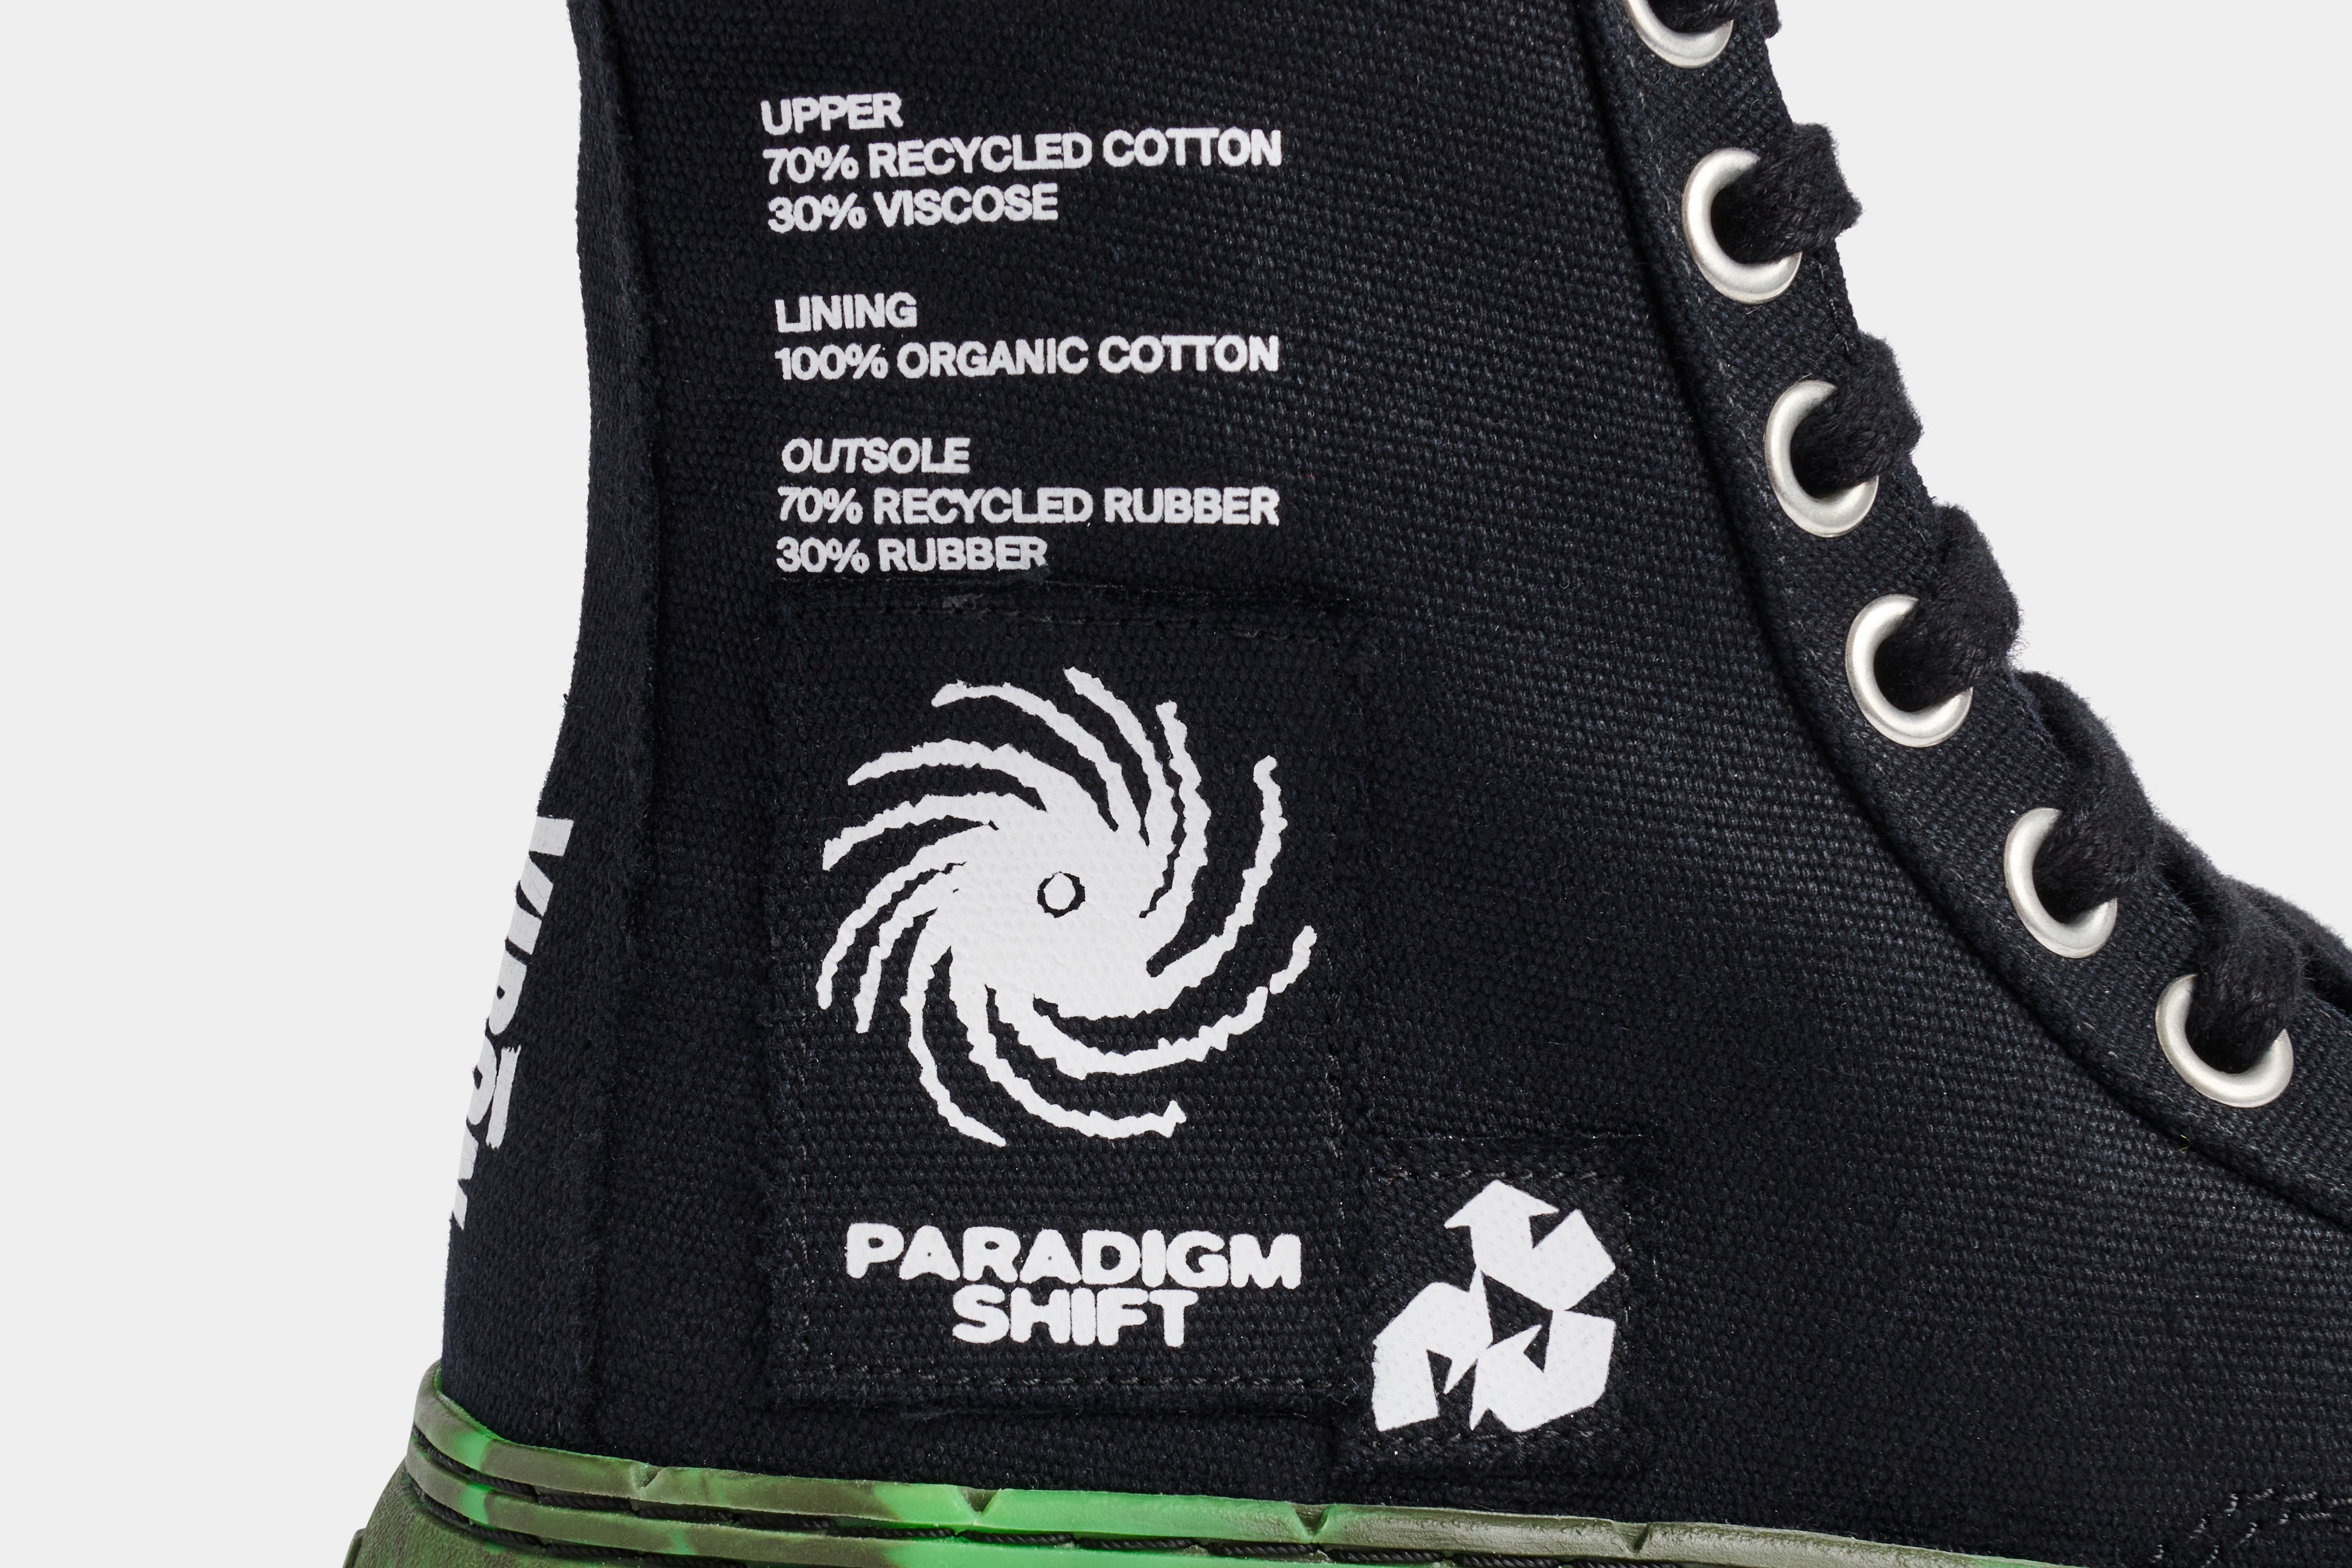 UPPER
70% RECYCLED COTTON
30% VISCOSE
LINING
100% ORGANIC COTTON
OUTSOLE
70% RECYCLED RUBBER
30% RUBBER
PARADIGM
SHIFT